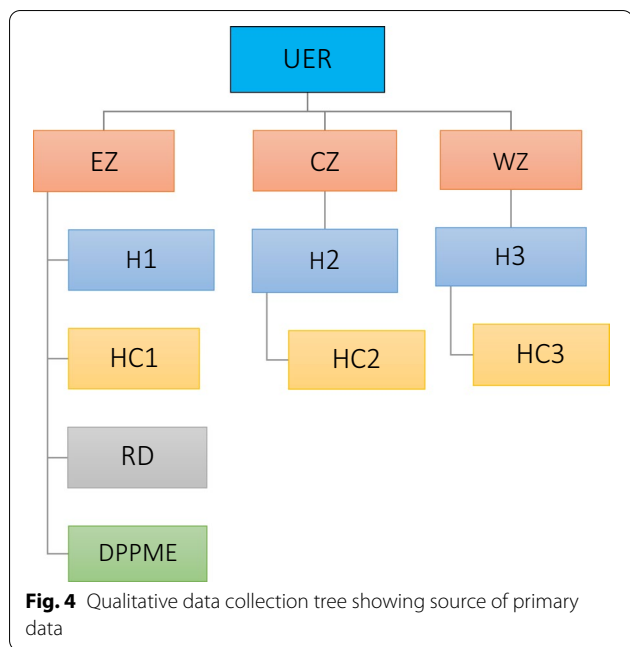 UER
EZ CZ WZ
H1 H2 H3
HC1 HC2 HC3
RD
DPPME
Fig. 4 Qualitative data collection tree showing source of primary
data